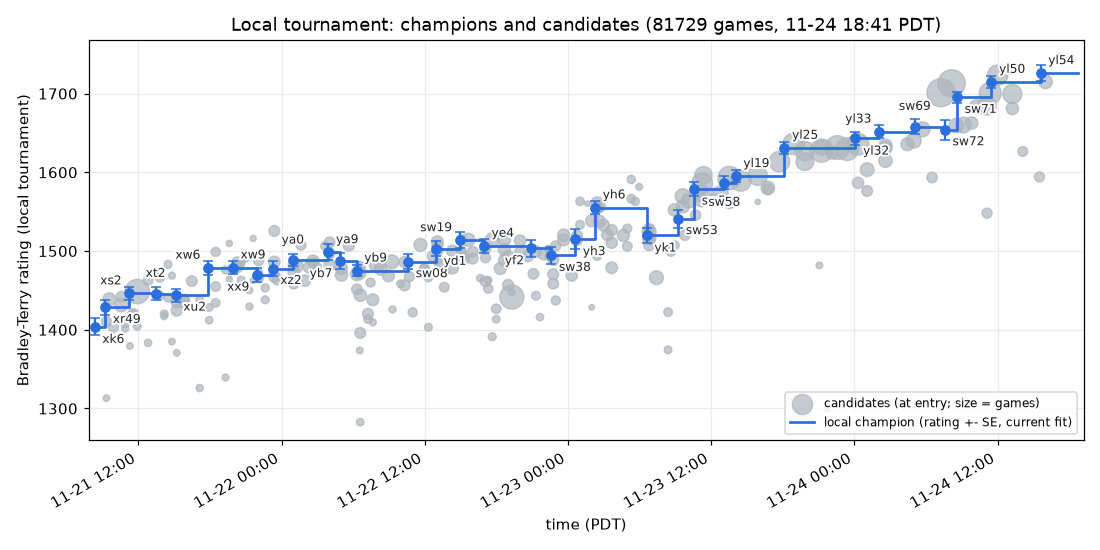 Local tournament: champions and candidates (81729 games, 11-24 18:41 PDT)
Bradley-Terry rating (local tournament)
1700
1600
1500
1400
1300
xk6
xs2
xr49
xt2
xu2
xw6
xx9
xw9
xz2
ya0
yb7
ya9
yb9
sw08
sw19
yd1
ye4
yf2
sw38
yh3
yh6
yk1
sw53
sw58
yl19
yl25
yl33
yl32
sw69
sw72
sw71
yl50
yl54
candidates (at entry; size = games)
local champion (rating +- SE, current fit)
11-21 12:00
11-22 00:00
11-22 12:00
11-23 00:00
11-23 12:00
11-24 00:00
11-24 12:00
time (PDT)